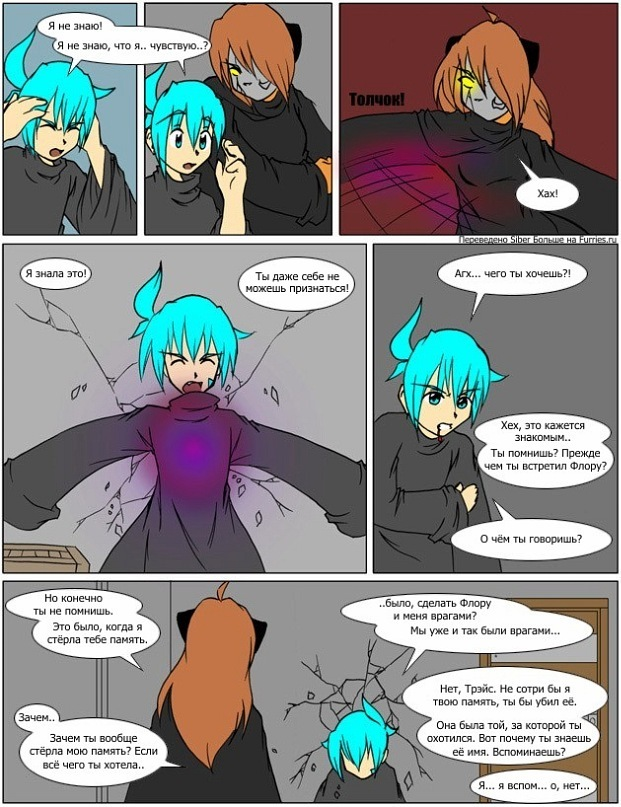 Я не знаю!
Я не знаю, что я.. чувствую..?
Толчок!
Хах!
Переведено Siber Больше на Furries.ru
Я знала это!
Ты даже себе не
можешь признаться!
Агх... чего ты хочешь?!
Хех, это кажется
знакомым..
Ты помнишь? Прежде
чем ты встретил Флору?
О чём ты говоришь?
Но конечно
ты не помнишь.
Это было, когда я
стёрла тебе память.
Зачем..
Зачем ты вообще
стёрла мою память? Если
всё чего ты хотела..
..было, сделать Флору
и меня врагами?
Мы уже и так были врагами...
Нет, Трэйс. Не сотри бы я
твою память, ты бы убил её.
Она была той, за которой ты
охотился. Вот почему ты знаешь
её имя. Вспоминаешь?
Я... я вспом... о, нет...